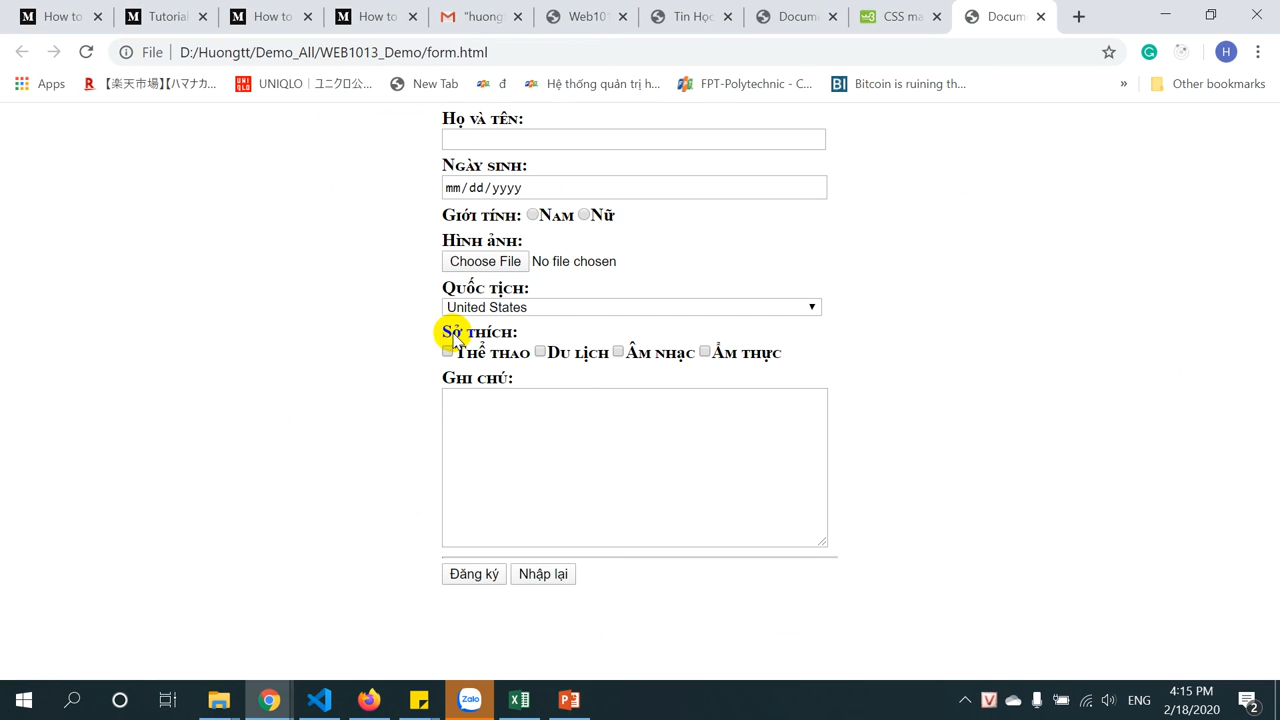 How to
Tutorial
How to
How to
"huong
Web10
Tin Học
Docum
CSS ma
Docum
File D:/Huongtt/Demo_All/WEB1013_Demo/form.html
H
Apps
【楽天市場】【ハマナカ...
UNIQLO | ユニクロ公...
New Tab
đ
Hệ thống quản trị h...
FPT-Polytechnic - C...
Bitcoin is ruining th...
»
Other bookmarks
Họ và tên:
Ngày sinh:
mm/dd/yyyy
Giới tính: Nam Nữ
Hình ảnh:
Choose File No file chosen
Quốc tịch:
United States
Sở thích:
Thể thao Du lịch Âm nhạc Ẩm thực
Ghi chú:
Đăng ký Nhập lại
Zalo
ENG
4:15 PM
2/18/2020
2